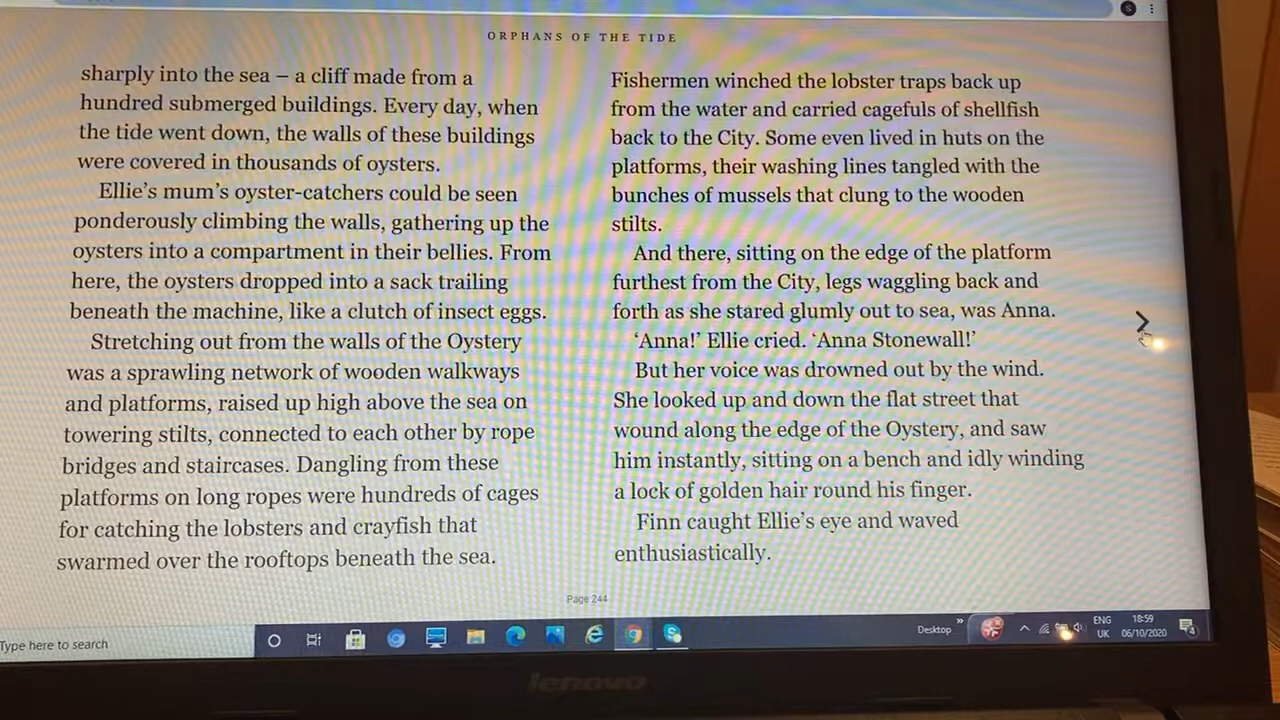 ORPHANS OF THE TIDE
sharply into the sea – a cliff made from a
hundred submerged buildings. Every day, when
the tide went down, the walls of these buildings
were covered in thousands of oysters.
Ellie's mum's oyster-catchers could be seen
ponderously climbing the walls, gathering up the
oysters into a compartment in their bellies. From
here, the oysters dropped into a sack trailing
beneath the machine, like a clutch of insect eggs.
Stretching out from the walls of the Oystery
was a sprawling network of wooden walkways
and platforms, raised up high above the sea on
towering stilts, connected to each other by rope
bridges and staircases. Dangling from these
platforms on long ropes were hundreds of cages
for catching the lobsters and crayfish that
swarmed over the rooftops beneath the sea.
Fishermen winched the lobster traps back up
from the water and carried cagefuls of shellfish
back to the City. Some even lived in huts on the
platforms, their washing lines tangled with the
bunches of mussels that clung to the wooden
stilts.
And there, sitting on the edge of the platform
furthest from the City, legs waggling back and
forth as she stared glumly out to sea, was Anna.
'Anna!' Ellie cried. 'Anna Stonewall!'
But her voice was drowned out by the wind.
She looked up and down the flat street that
wound along the edge of the Oystery, and saw
him instantly, sitting on a bench and idly winding
a lock of golden hair round his finger.
Finn caught Ellie's eye and waved
enthusiastically.
Page 244
Type here to search
Desktop
ENG
UK
18:59
06/10/2020
4
lenovo